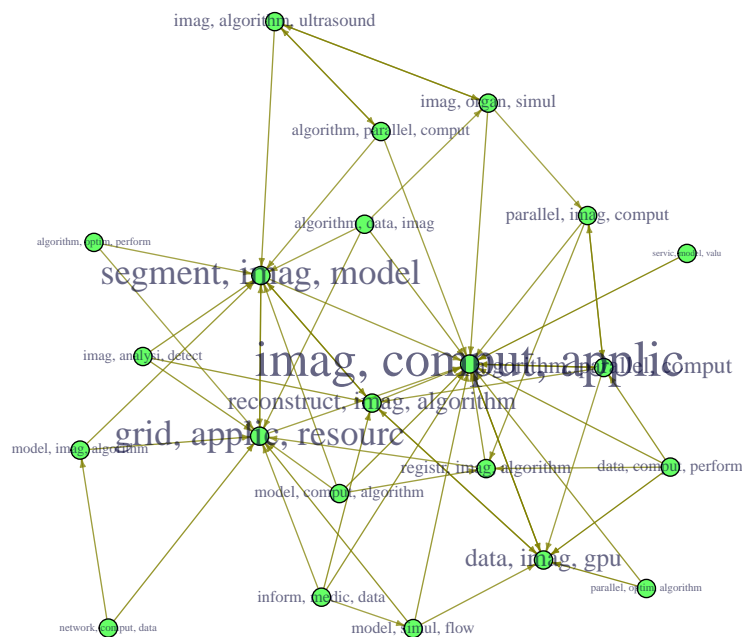 imag, algorithm, ultrasound
imag, organ, simul
algorithm, parallel, comput
parallel, imag, comput
algorithm, data, imag
algorithm, optim, perform
servic, model, valu
segment, imag, model
imag, analysi, detect
imag, comput, applic
algorithm, parallel, comput
reconstruct, imag, algorithm
grid, applic, resourc
model, imag, algorithm
registr, imag, algorithm
data, comput, perform
model, comput, algorithm
data, imag, gpu
parallel, optim, algorithm
inform, medic, data
network, comput, data
model, simul, flow